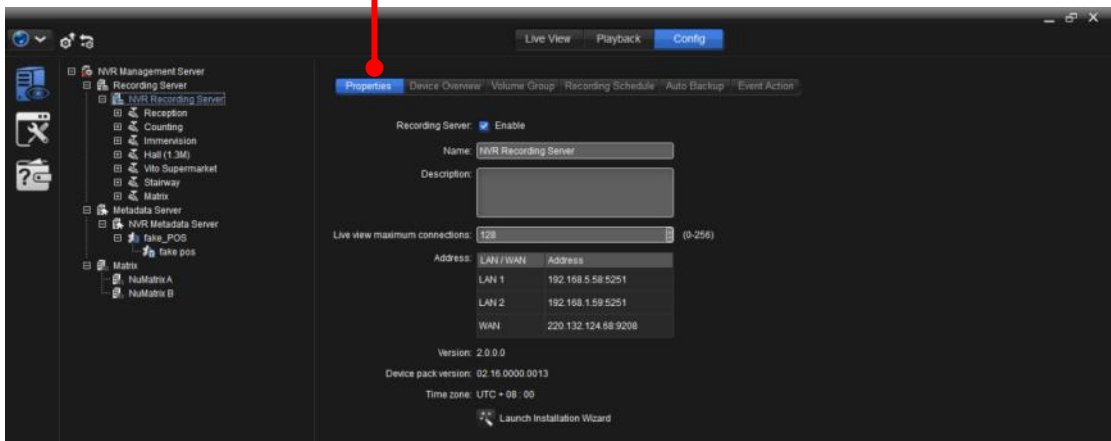 Live View Playback Config
NVR Management Server
Recording Server
NVR Recording Server
Reception
Counting
Immervision
Hall (1.3M)
Vito Supermarket
Stairway
Matrix
Metadata Server
NVR Metadata Server
fake_POS
fake pos
Matrix
NuMatrix A
NuMatrix B
Properties Device Overview Volume Group Recording Schedule Auto Backup Event Action
Recording Server: Enable
Name: NVR Recording Server
Description:
Live view maximum connections: 128 (0-256)
Address: LAN / WAN Address
LAN 1 192.168.5.58:5251
LAN 2 192.168.1.59:5251
WAN 220.132.124.68:9208
Version: 2.0.0.0
Device pack version: 02.16.0000.0013
Time zone: UTC + 08 : 00
Launch Installation Wizard